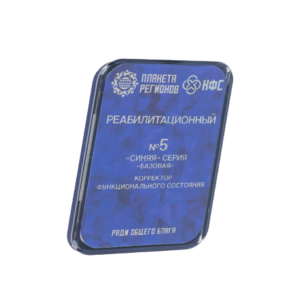 ПЛАНЕТА
РЕГИОНОВ
КФС
РЕАБИЛИТАЦИОННЫЙ
№5
«СИНЯЯ» СЕРИЯ
«БАЗОВАЯ»
КОРРЕКТОР
ФУНКЦИОНАЛЬНОГО СОСТОЯНИЯ
РАДИ ОБЩЕГО БЛАГА